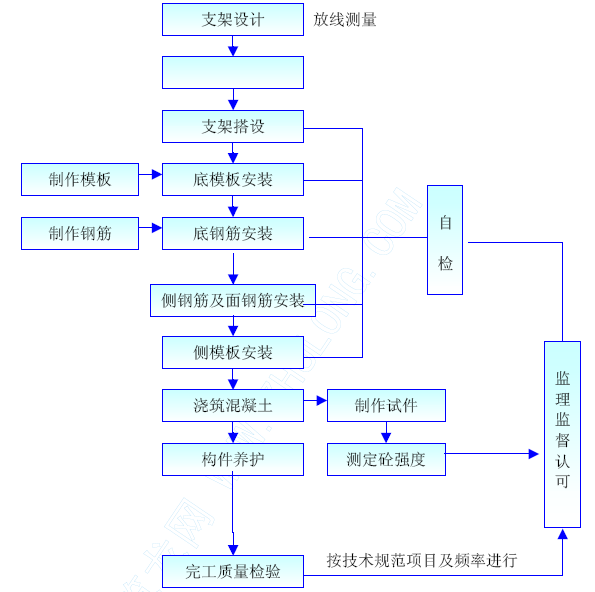 支架设计
放线测量
支架搭设
制作模板
底模板安装
自检
制作钢筋
底钢筋安装
侧钢筋及面钢筋安装
侧模板安装
监理监督认可
浇筑混凝土
制作试件
构件养护
测定砼强度
完工质量检验
按技术规范项目及频率进行